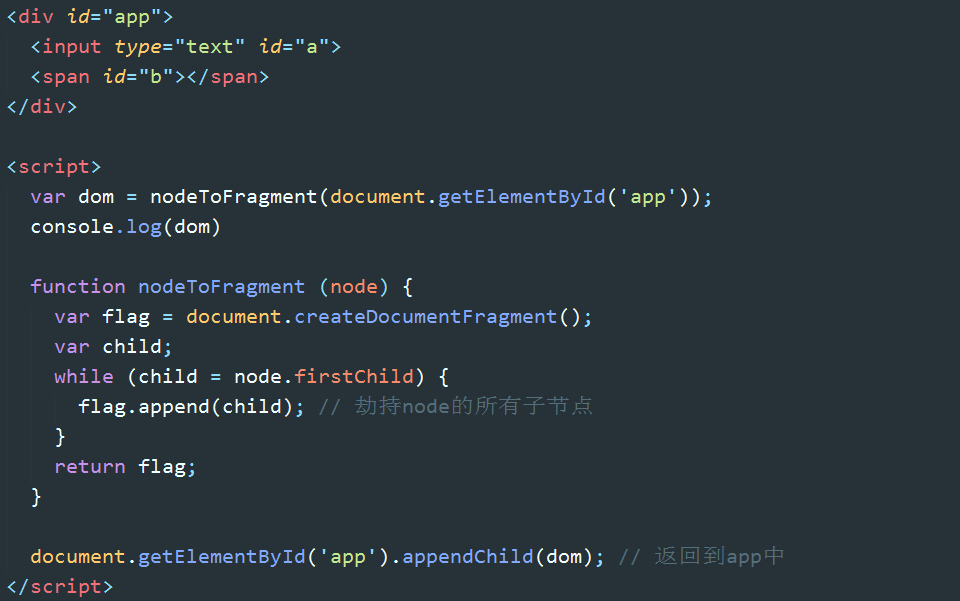 <div id="app">
  <input type="text" id="a">
  <span id="b"></span>
</div>

<script>
  var dom = nodeToFragment(document.getElementById('app'));
  console.log(dom)

  function nodeToFragment (node) {
    var flag = document.createDocumentFragment();
    var child;
    while (child = node.firstChild) {
      flag.append(child); // 劫持node的所有子节点
    }
    return flag;
  }

  document.getElementById('app').appendChild(dom); // 返回到app中
</script>